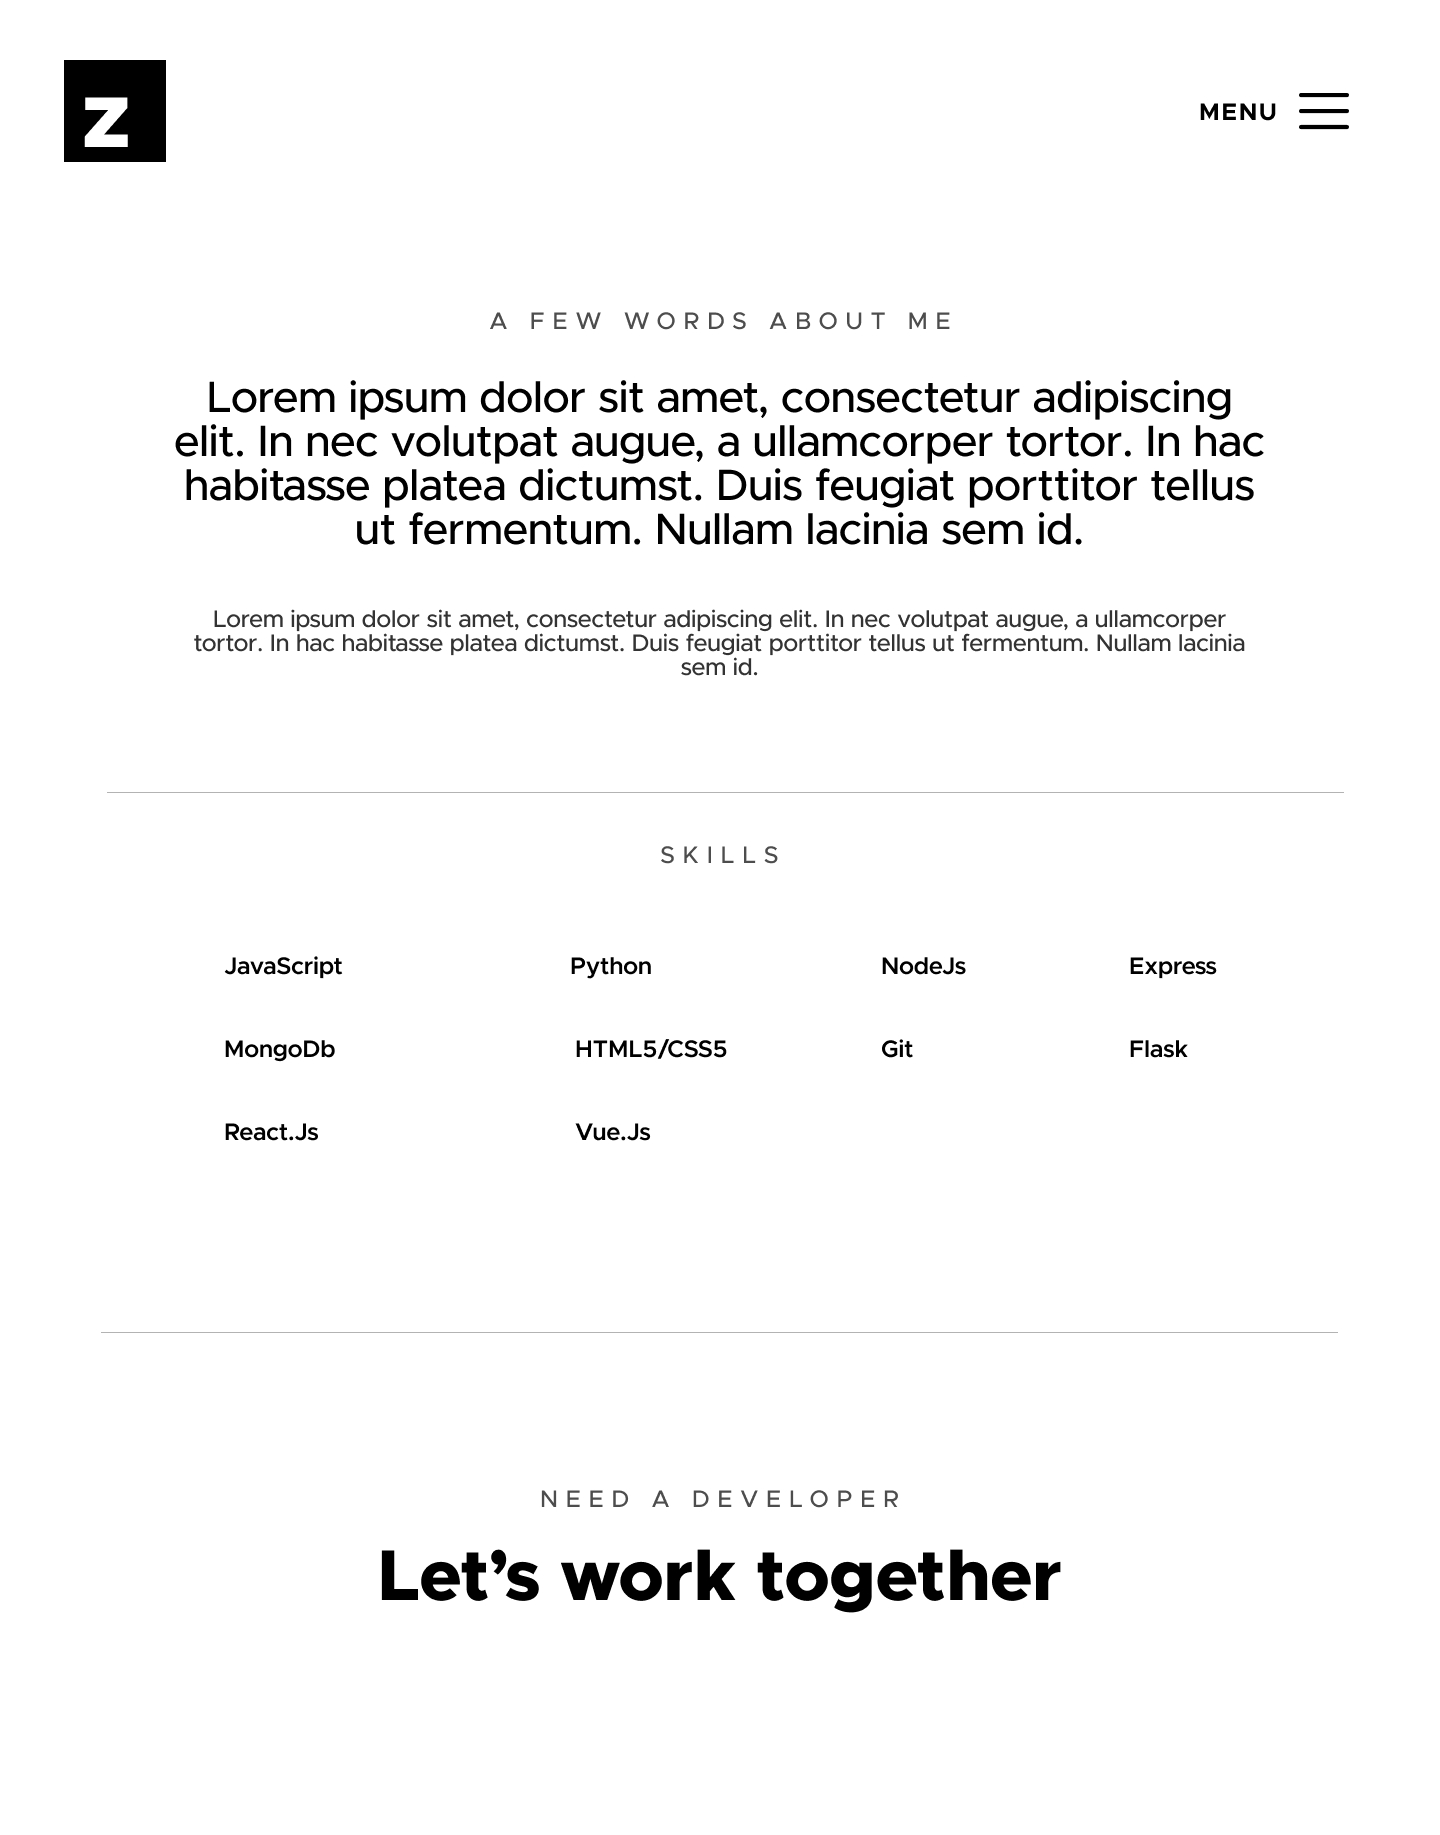 Z
MENU
A FEW WORDS ABOUT ME
Lorem ipsum dolor sit amet, consectetur adipiscing
elit. In nec volutpat augue, a ullamcorper tortor. In hac
habitasse platea dictumst. Duis feugiat porttitor tellus
ut fermentum. Nullam lacinia sem id.
Lorem ipsum dolor sit amet, consectetur adipiscing elit. In nec volutpat augue, a ullamcorper
tortor. In hac habitasse platea dictumst. Duis feugiat porttitor tellus ut fermentum. Nullam lacinia
sem id.
SKILLS
JavaScript Python NodeJs Express
MongoDb HTML5/CSS5 Git Flask
React.Js Vue.Js
NEED A DEVELOPER
Let’s work together